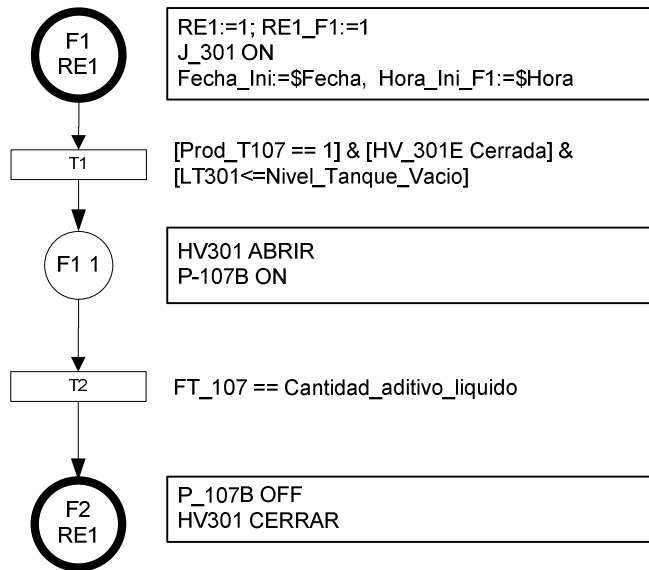 F1
RE1
RE1:=1; RE1_F1:=1
J_301 ON
Fecha_Ini:=$Fecha, Hora_Ini_F1:=$Hora
T1
[Prod_T107 == 1] & [HV_301E Cerrada] &
[LT301<=Nivel_Tanque_Vacio]
F1 1
HV301 ABRIR
P-107B ON
T2
FT_107 == Cantidad_aditivo_liquido
F2
RE1
P_107B OFF
HV301 CERRAR